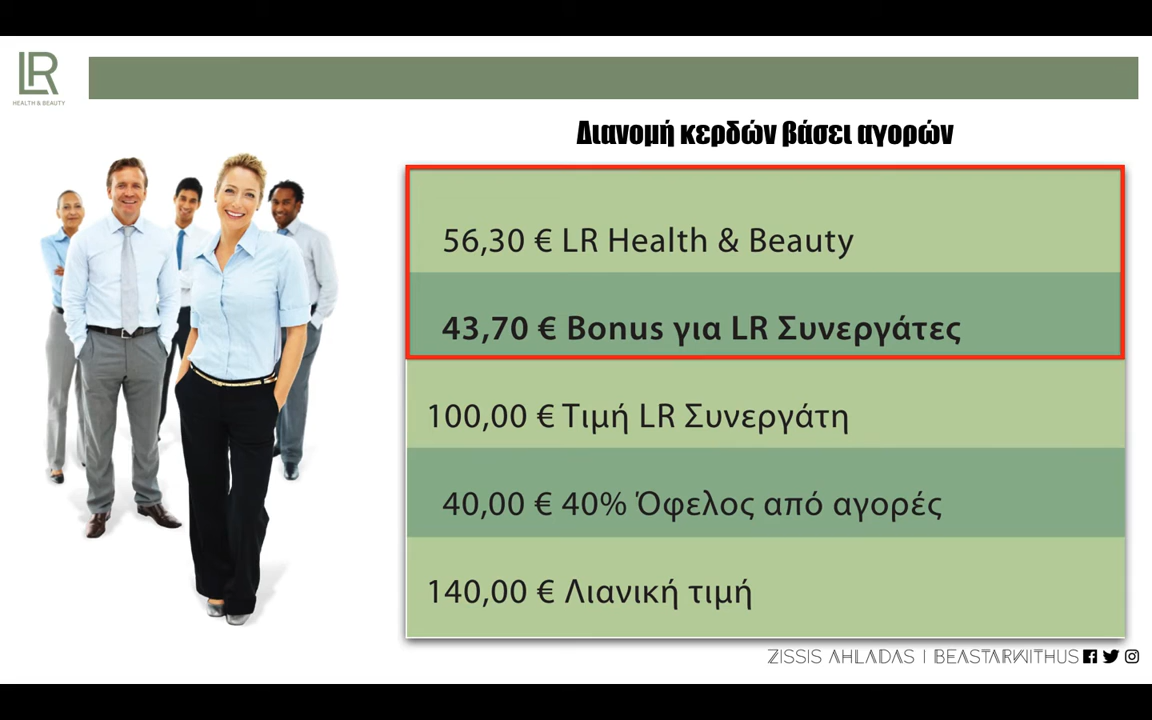 LR
HEALTH & BEAUTY
Διανομή κερδών βάσει αγορών
56,30 € LR Health & Beauty
43,70 € Bonus για LR Συνεργάτες
100,00 € Τιμή LR Συνεργάτη
40,00 € 40% Όφελος από αγορές
140,00 € Λιανική τιμή
ZISSIS AHLADAS | BEASTARWITHUS